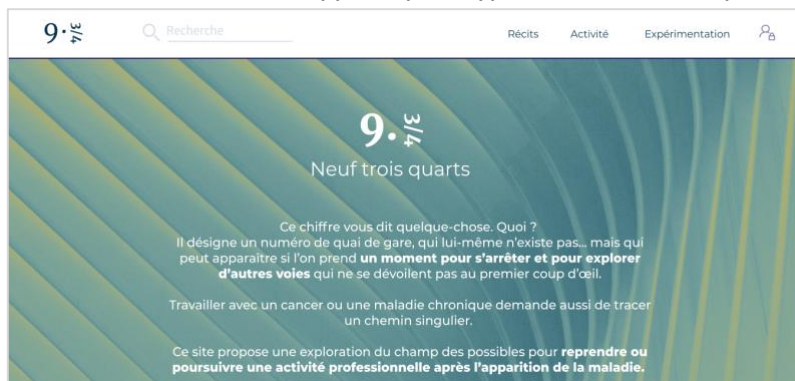 9.3/4
Recherche
Récits
Activité
Expérimentation
9.3/4
Neuf trois quarts
Ce chiffre vous dit quelque-chose. Quoi ?
Il désigne un numéro de quai de gare, qui lui-même n'existe pas... mais qui
peut apparaître si l'on prend un moment pour s'arrêter et pour explorer
d'autres voies qui ne se dévoilent pas au premier coup d'œil.
Travailler avec un cancer ou une maladie chronique demande aussi de tracer
un chemin singulier.
Ce site propose une exploration du champ des possibles pour reprendre ou
poursuivre une activité professionnelle après l'apparition de la maladie.